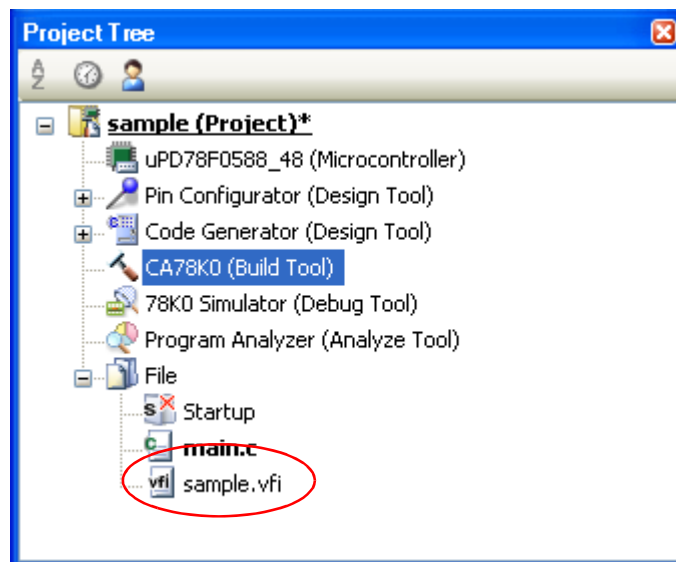 Project Tree
sample (Project)*
uPD78F0588_48 (Microcontroller)
Pin Configurator (Design Tool)
Code Generator (Design Tool)
CA78K0 (Build Tool)
78K0 Simulator (Debug Tool)
Program Analyzer (Analyze Tool)
File
Startup
main.c
sample.vfi